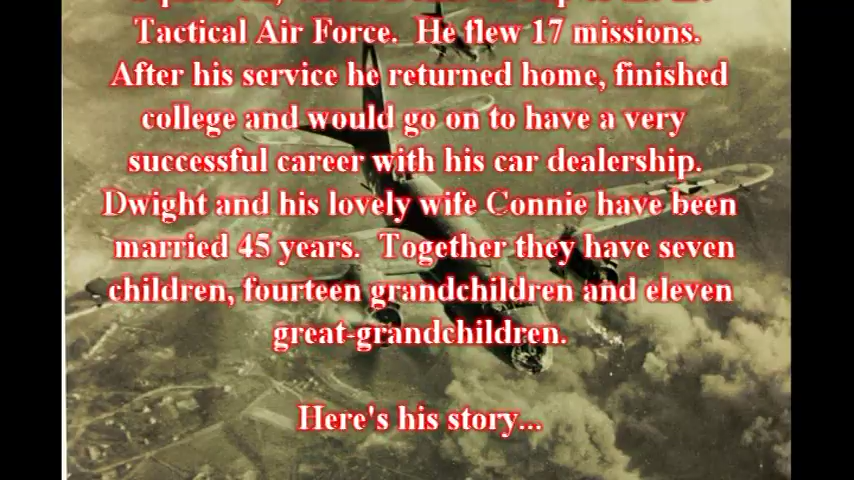 Tactical Air Force.  He flew 17 missions.
After his service he returned home, finished
college and would go on to have a very
successful career with his car dealership.
Dwight and his lovely wife Connie have been
married 45 years.  Together they have seven
children, fourteen grandchildren and eleven
great-grandchildren.
Here's his story...